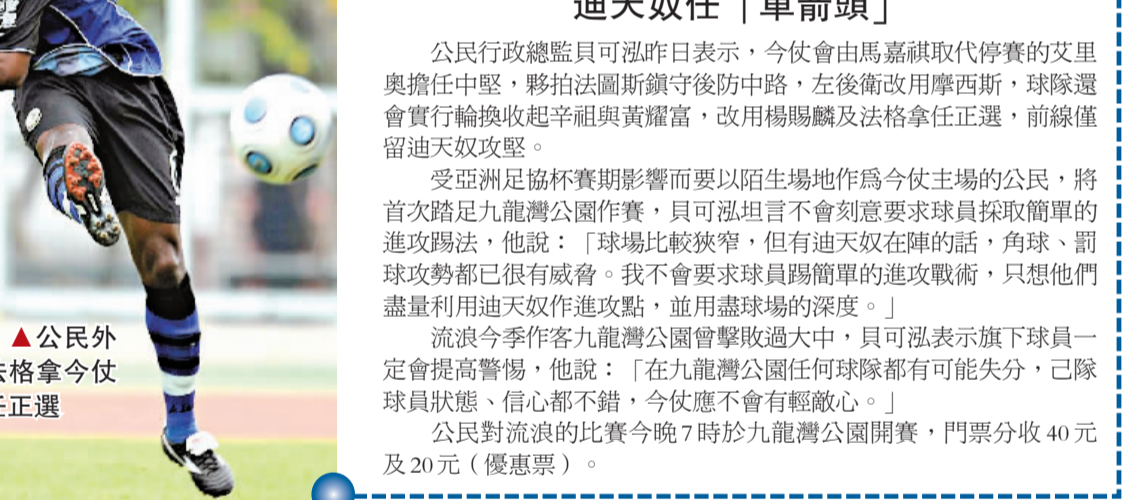 迪天奴任「單箭頭」
公民行政總監貝可泓昨日表示，今仗會由馬嘉祺取代停賽的艾里
奧擔任中堅，夥拍法圖斯鎮守後防中路，左後衛改用摩西斯，球隊還
會實行輪換收起辛祖與黃耀富，改用楊賜麟及法格拿任正選，前線僅
留迪天奴攻堅。
受亞洲足協杯賽期影響而要以陌生場地作為今仗主場的公民，將
首次踏足九龍灣公園作賽，貝可泓坦言不會刻意要求球員採取簡單的
進攻踢法，他說：「球場比較狹窄，但有迪天奴在陣的話，角球、罰
球攻勢都已很有威脅。我不會要求球員踢簡單的進攻戰術，只想他們
盡量利用迪天奴作進攻點，並用盡球場的深度。」
流浪今季作客九龍灣公園曾擊敗過大中，貝可泓表示旗下球員一
定會提高警惕，他說：「在九龍灣公園任何球隊都有可能失分，己隊
球員狀態、信心都不錯，今仗應不會有輕敵心。」
公民對流浪的比賽今晚7時於九龍灣公園開賽，門票分收40元
及20元（優惠票）。
▲公民外
法格拿今仗
任正選